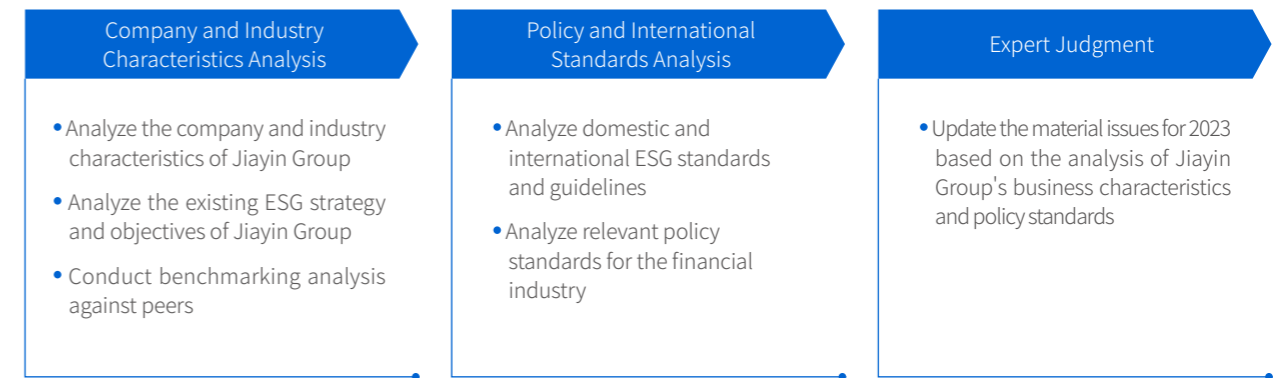 Company and Industry
Characteristics Analysis
• Analyze the company and industry
characteristics of Jiayin Group
• Analyze the existing ESG strategy
and objectives of Jiayin Group
• Conduct benchmarking analysis
against peers
Policy and International
Standards Analysis
• Analyze domestic and
international ESG standards
and guidelines
• Analyze relevant policy
standards for the financial
industry
Expert Judgment
• Update the material issues for 2023
based on the analysis of Jiayin
Group's business characteristics
and policy standards